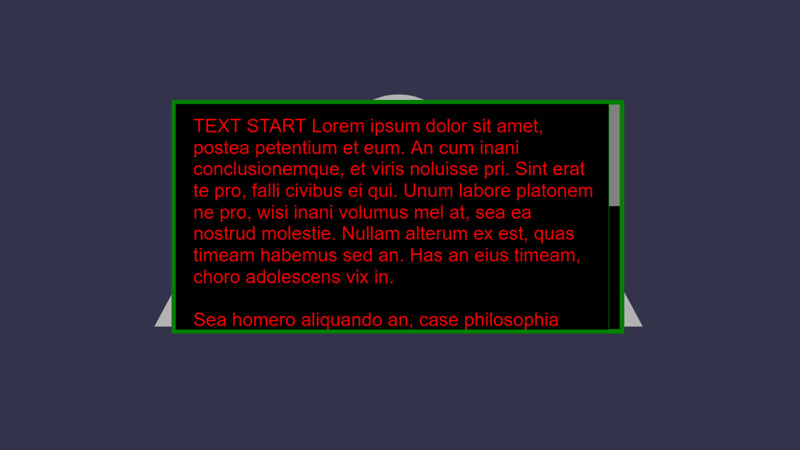 TEXT START Lorem ipsum dolor sit amet,
postea petentium et eum. An cum inani
conclusionemque, et viris noluisse pri. Sint erat
te pro, falli civibus ei qui. Unum labore platonem
ne pro, wisi inani volumus mel at, sea ea
nostrud molestie. Nullam alterum ex est, quas
timeam habemus sed an. Has an eius timeam,
choro adolescens vix in.
Sea homero aliquando an, case philosophia